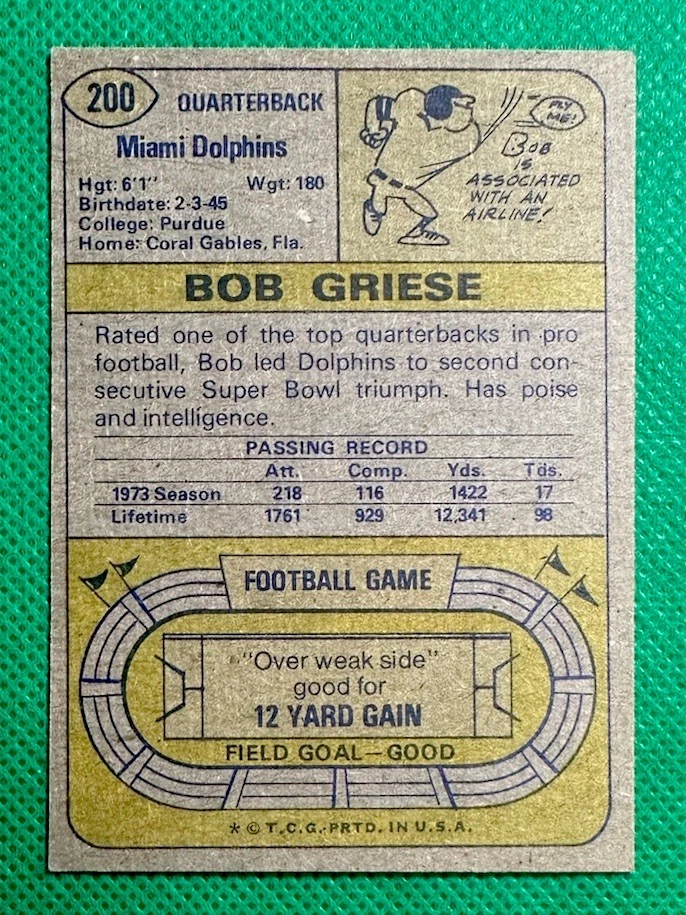 200 QUARTERBACK
Miami Dolphins
Hgt: 6'1" Wgt: 180
Birthdate: 2-3-45
College: Purdue
Home: Coral Gables, Fla.
FLY
ME!
BOB
IS
ASSOCIATED
WITH AN
AIRLINE!
BOB GRIESE
Rated one of the top quarterbacks in pro
football, Bob led Dolphins to second con-
secutive Super Bowl triumph. Has poise
and intelligence.
PASSING RECORD
Att. Comp. Yds. Tds.
1973 Season 218 116 1422 17
Lifetime 1761 929 12,341 98
FOOTBALL GAME
"Over weak side"
good for
12 YARD GAIN
FIELD GOAL—GOOD
* © T.C.G. PRTD. IN U.S.A.